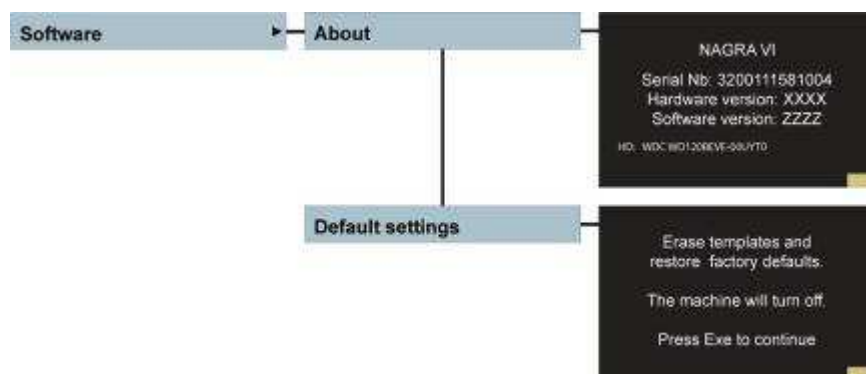 Software
About
NAGRA VI
Serial Nb: 3200111581004
Hardware version: XXXX
Software version: ZZZZ
HD: WDC WD1200BEVE-00UYT0
Default settings
Erase templates and
restore factory defaults.
The machine will turn off.
Press Exe to continue